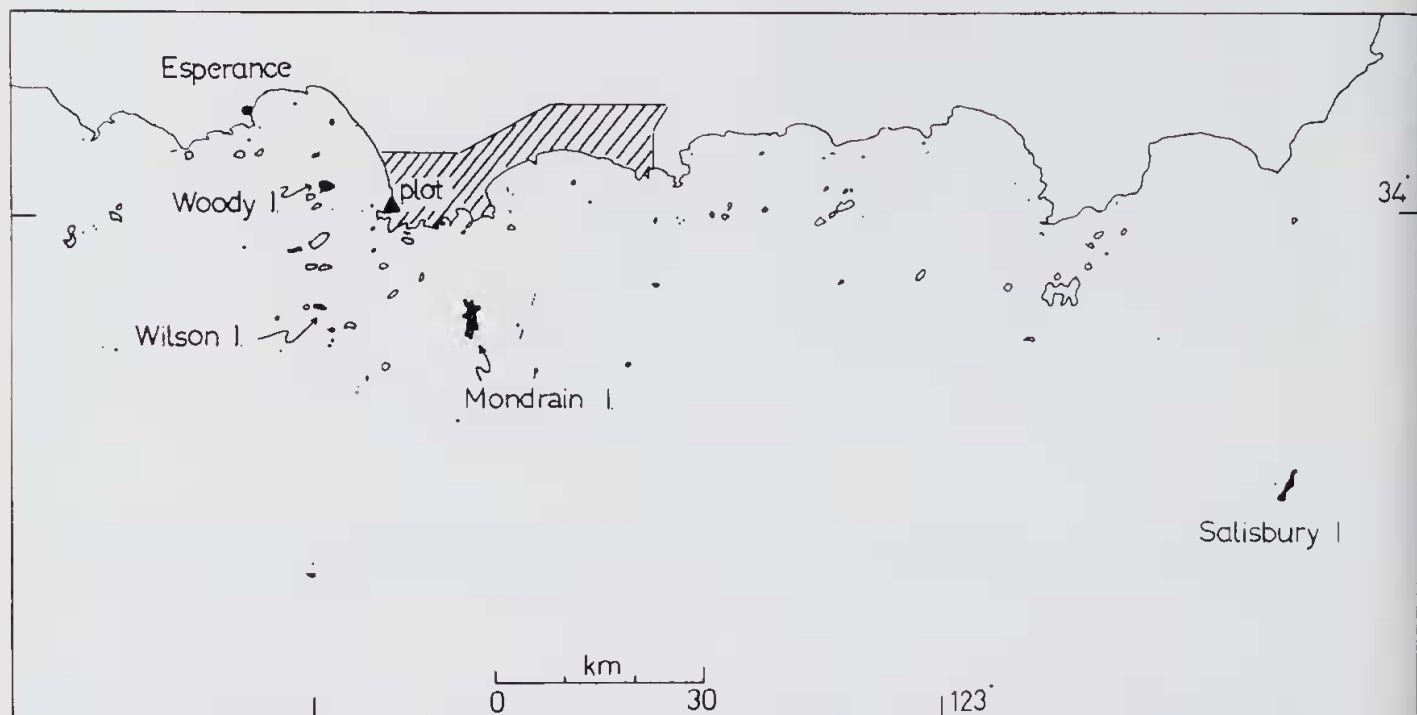 Esperance
Woody I.
plot
34°
Wilson I.
Mondrain I.
Salisbury I
km
0 30
123°